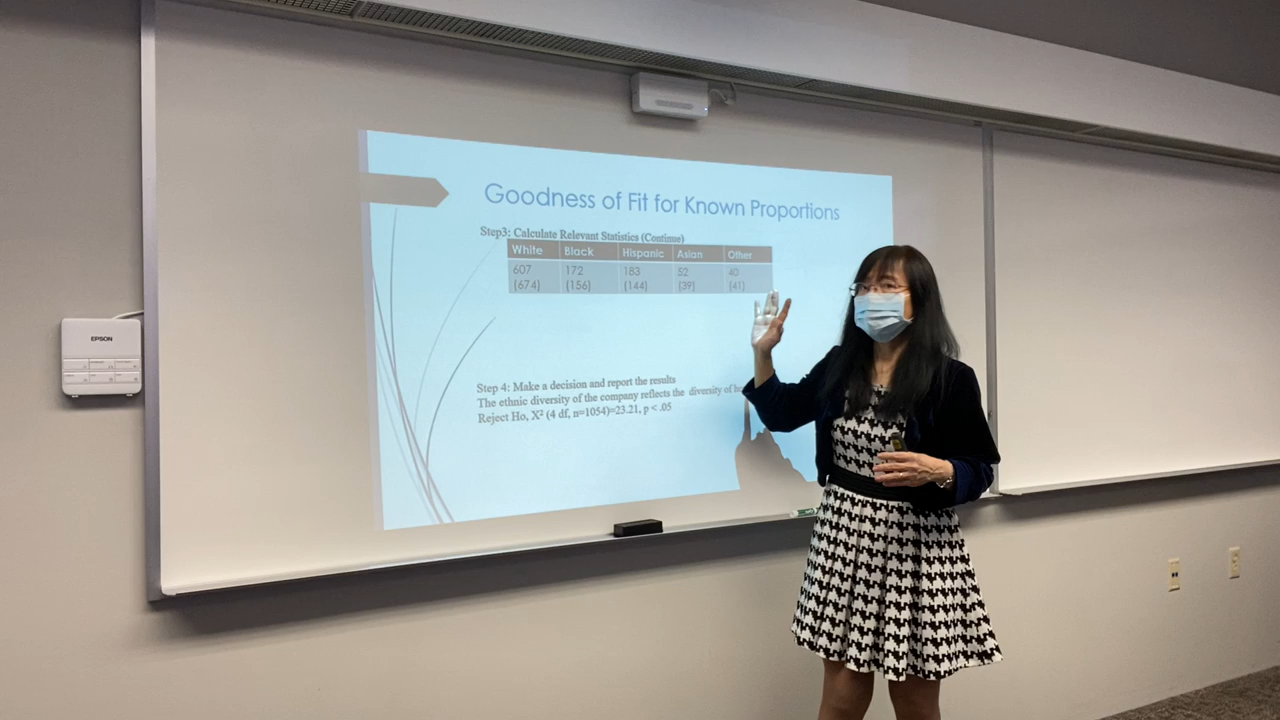 Goodness of Fit for Known Proportions
Step3: Calculate Relevant Statistics (Continue)
White Black Hispanic Asian Other
607 172 183 52 40
(674) (156) (144) (39) (41)
Step 4: Make a decision and report the results
The ethnic diversity of the company reflects the diversity of
Reject Ho, X² (4 df, n=1054)=23.21, p < .05
EPSON